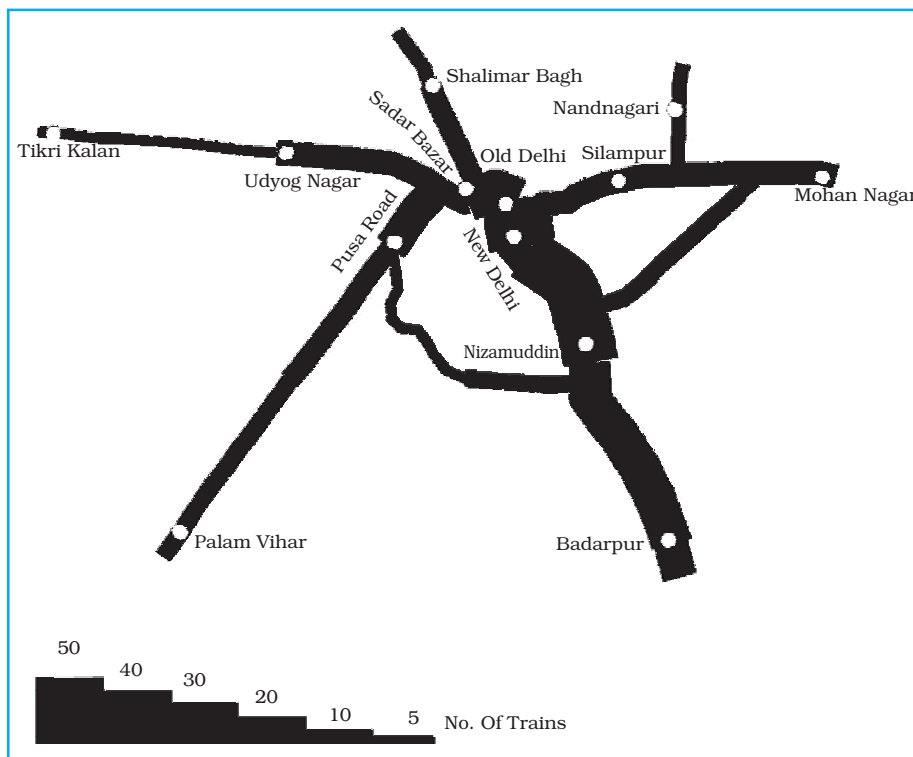 Shalimar Bagh
Nandnagari
Sadar Bazar
Tikri Kalan
Old Delhi
Silampur
Udyog Nagar
Mohan Nagar
Pusa Road
New Delhi
Nizamuddin
Palam Vihar
Badarpur
50
40
30
20
10
5
No. Of Trains